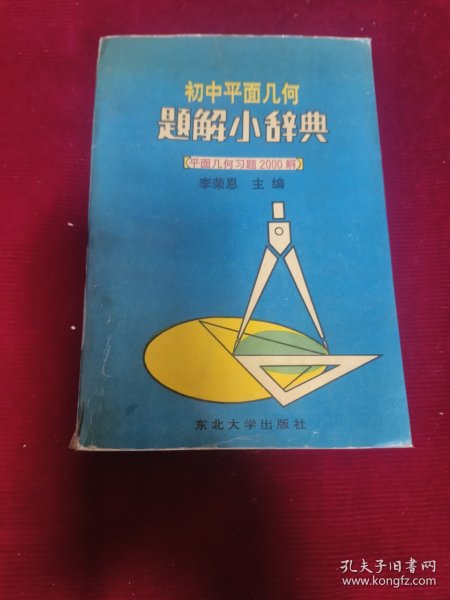 初中平面几何
題解小辞典
《平面几何习题2000解》
李荣恩 主编
东北大学出版社
孔夫子旧书网
www.kongfz.com